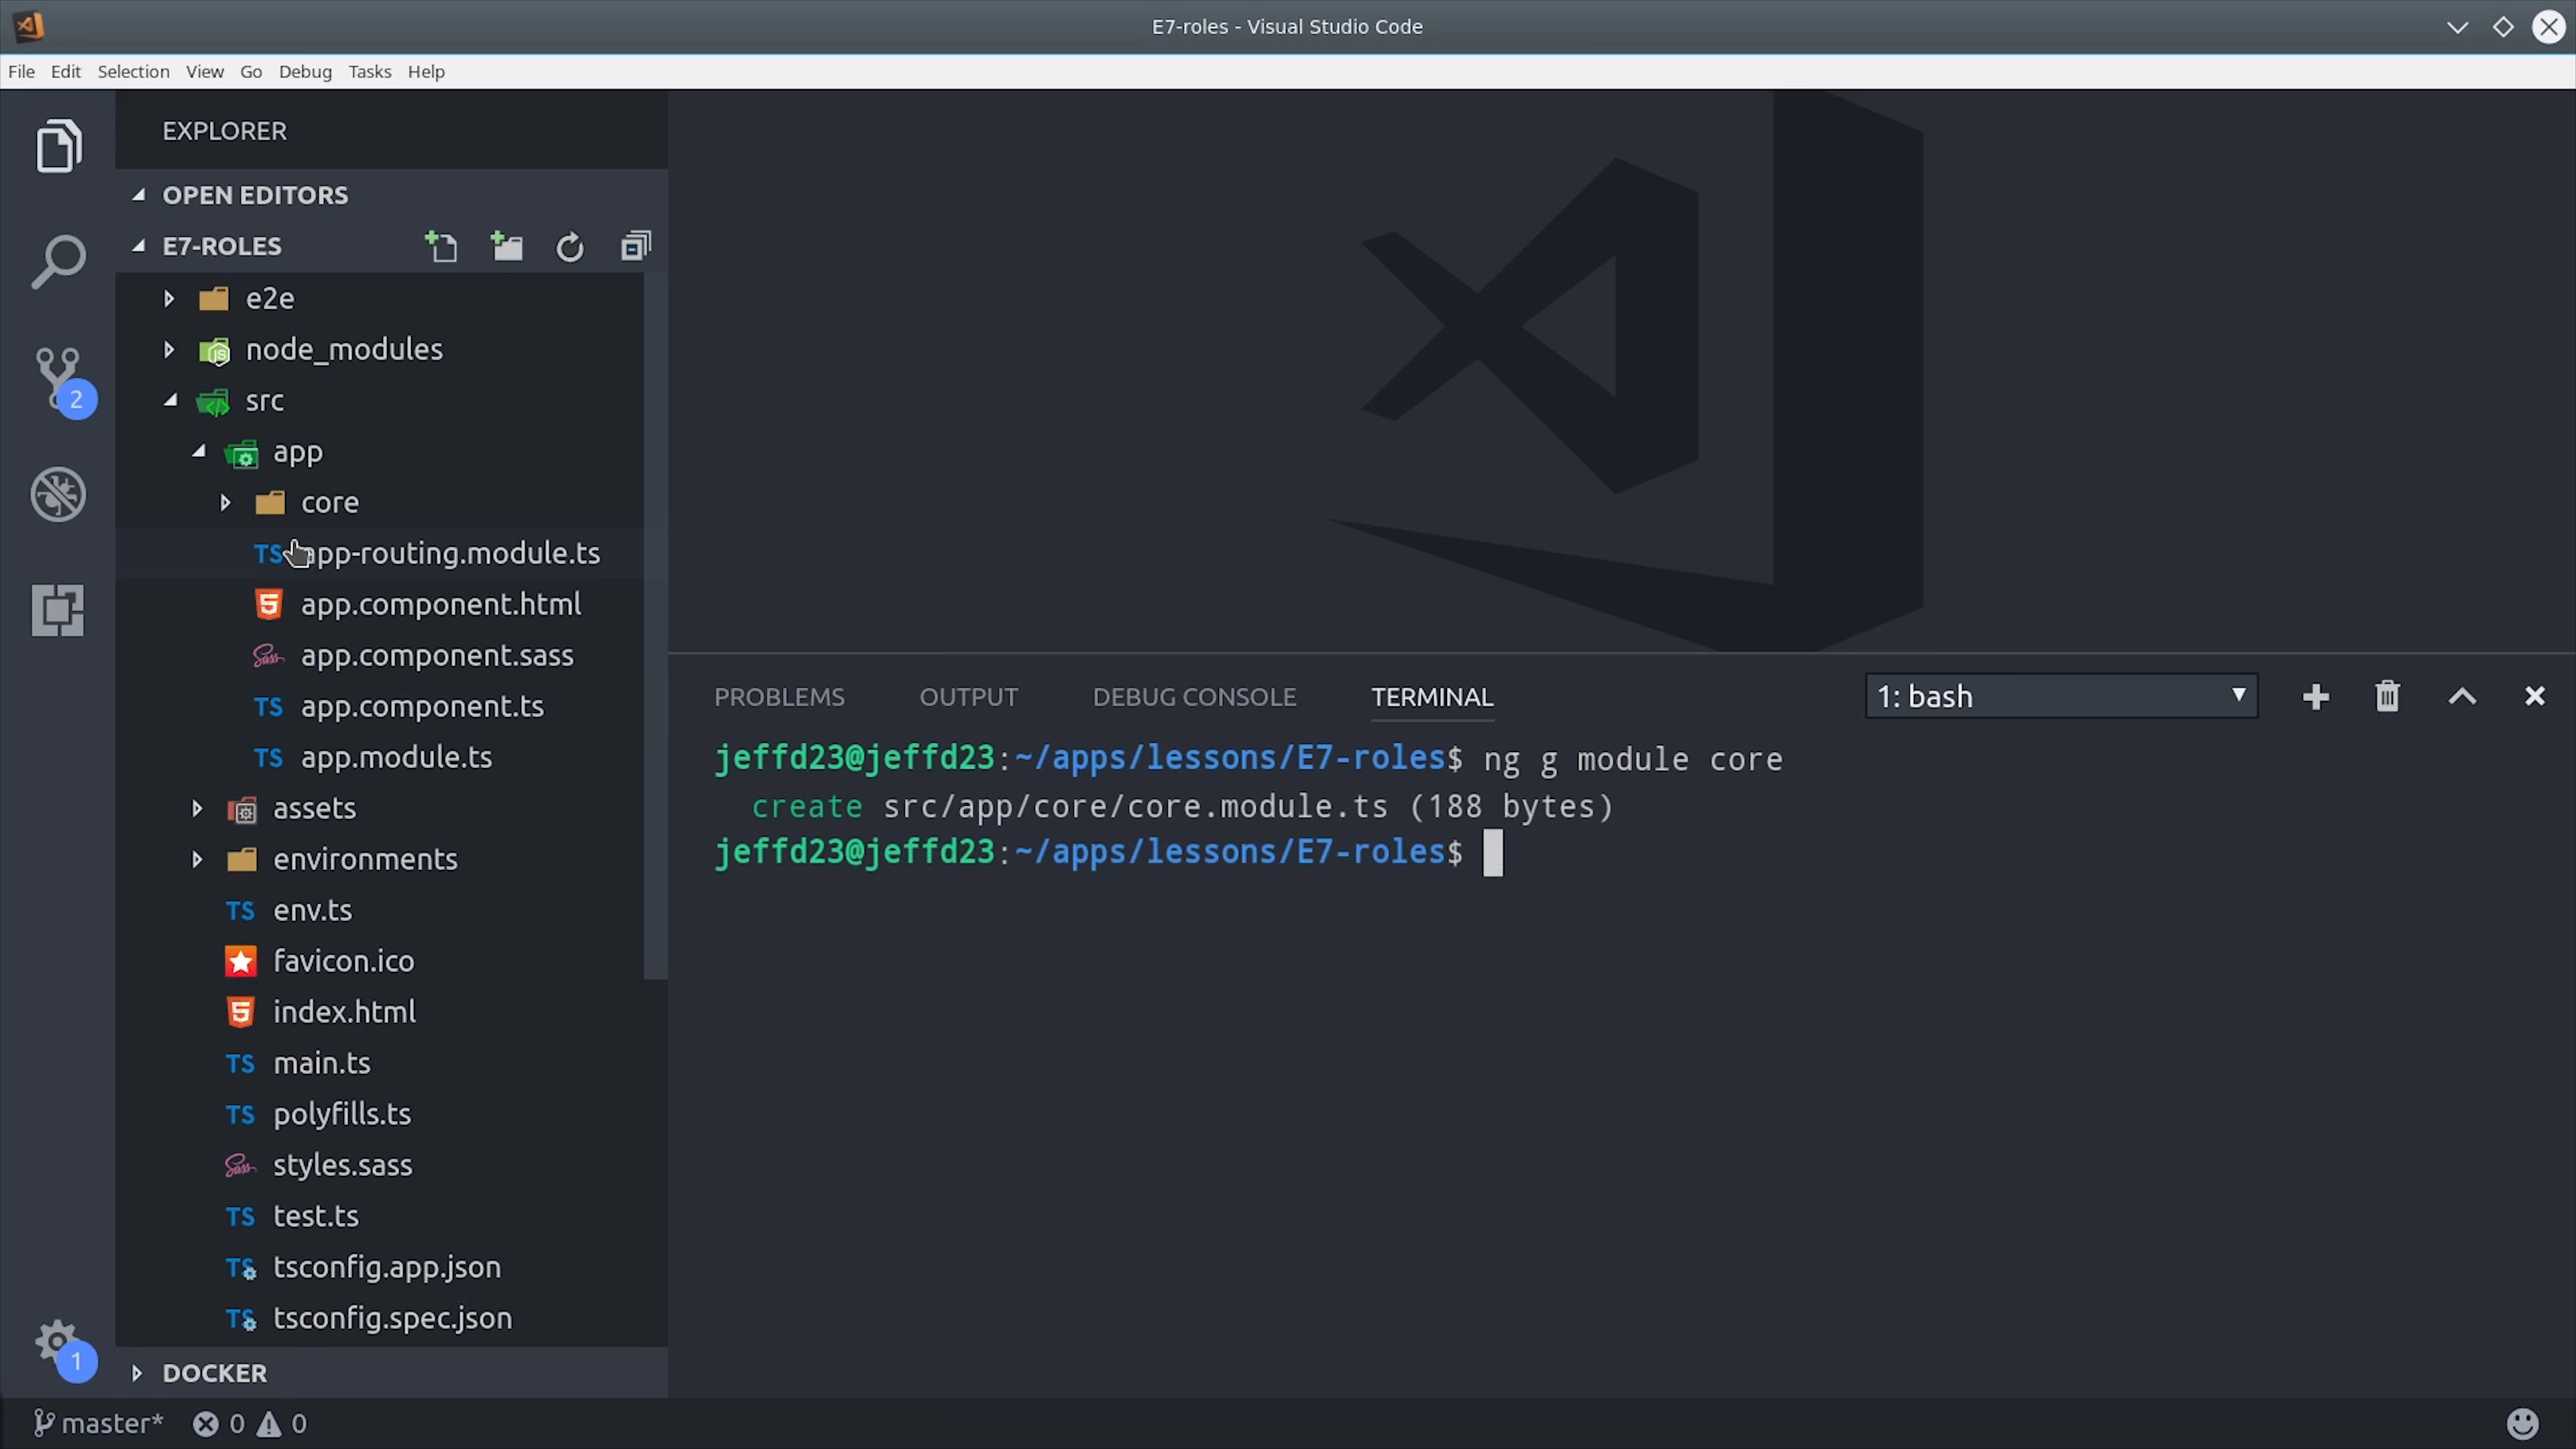 E7-roles - Visual Studio Code
File Edit Selection View Go Debug Tasks Help
EXPLORER
OPEN EDITORS
E7-ROLES
e2e
node_modules
src
app
core
TS app-routing.module.ts
app.component.html
app.component.sass
TS app.component.ts
TS app.module.ts
assets
environments
TS env.ts
favicon.ico
index.html
TS main.ts
TS polyfills.ts
styles.sass
TS test.ts
TS tsconfig.app.json
TS tsconfig.spec.json
DOCKER
2
1
PROBLEMS OUTPUT DEBUG CONSOLE TERMINAL 1: bash
jeffd23@jeffd23:~/apps/lessons/E7-roles$ ng g module core
create src/app/core/core.module.ts (188 bytes)
jeffd23@jeffd23:~/apps/lessons/E7-roles$
master* 0 0